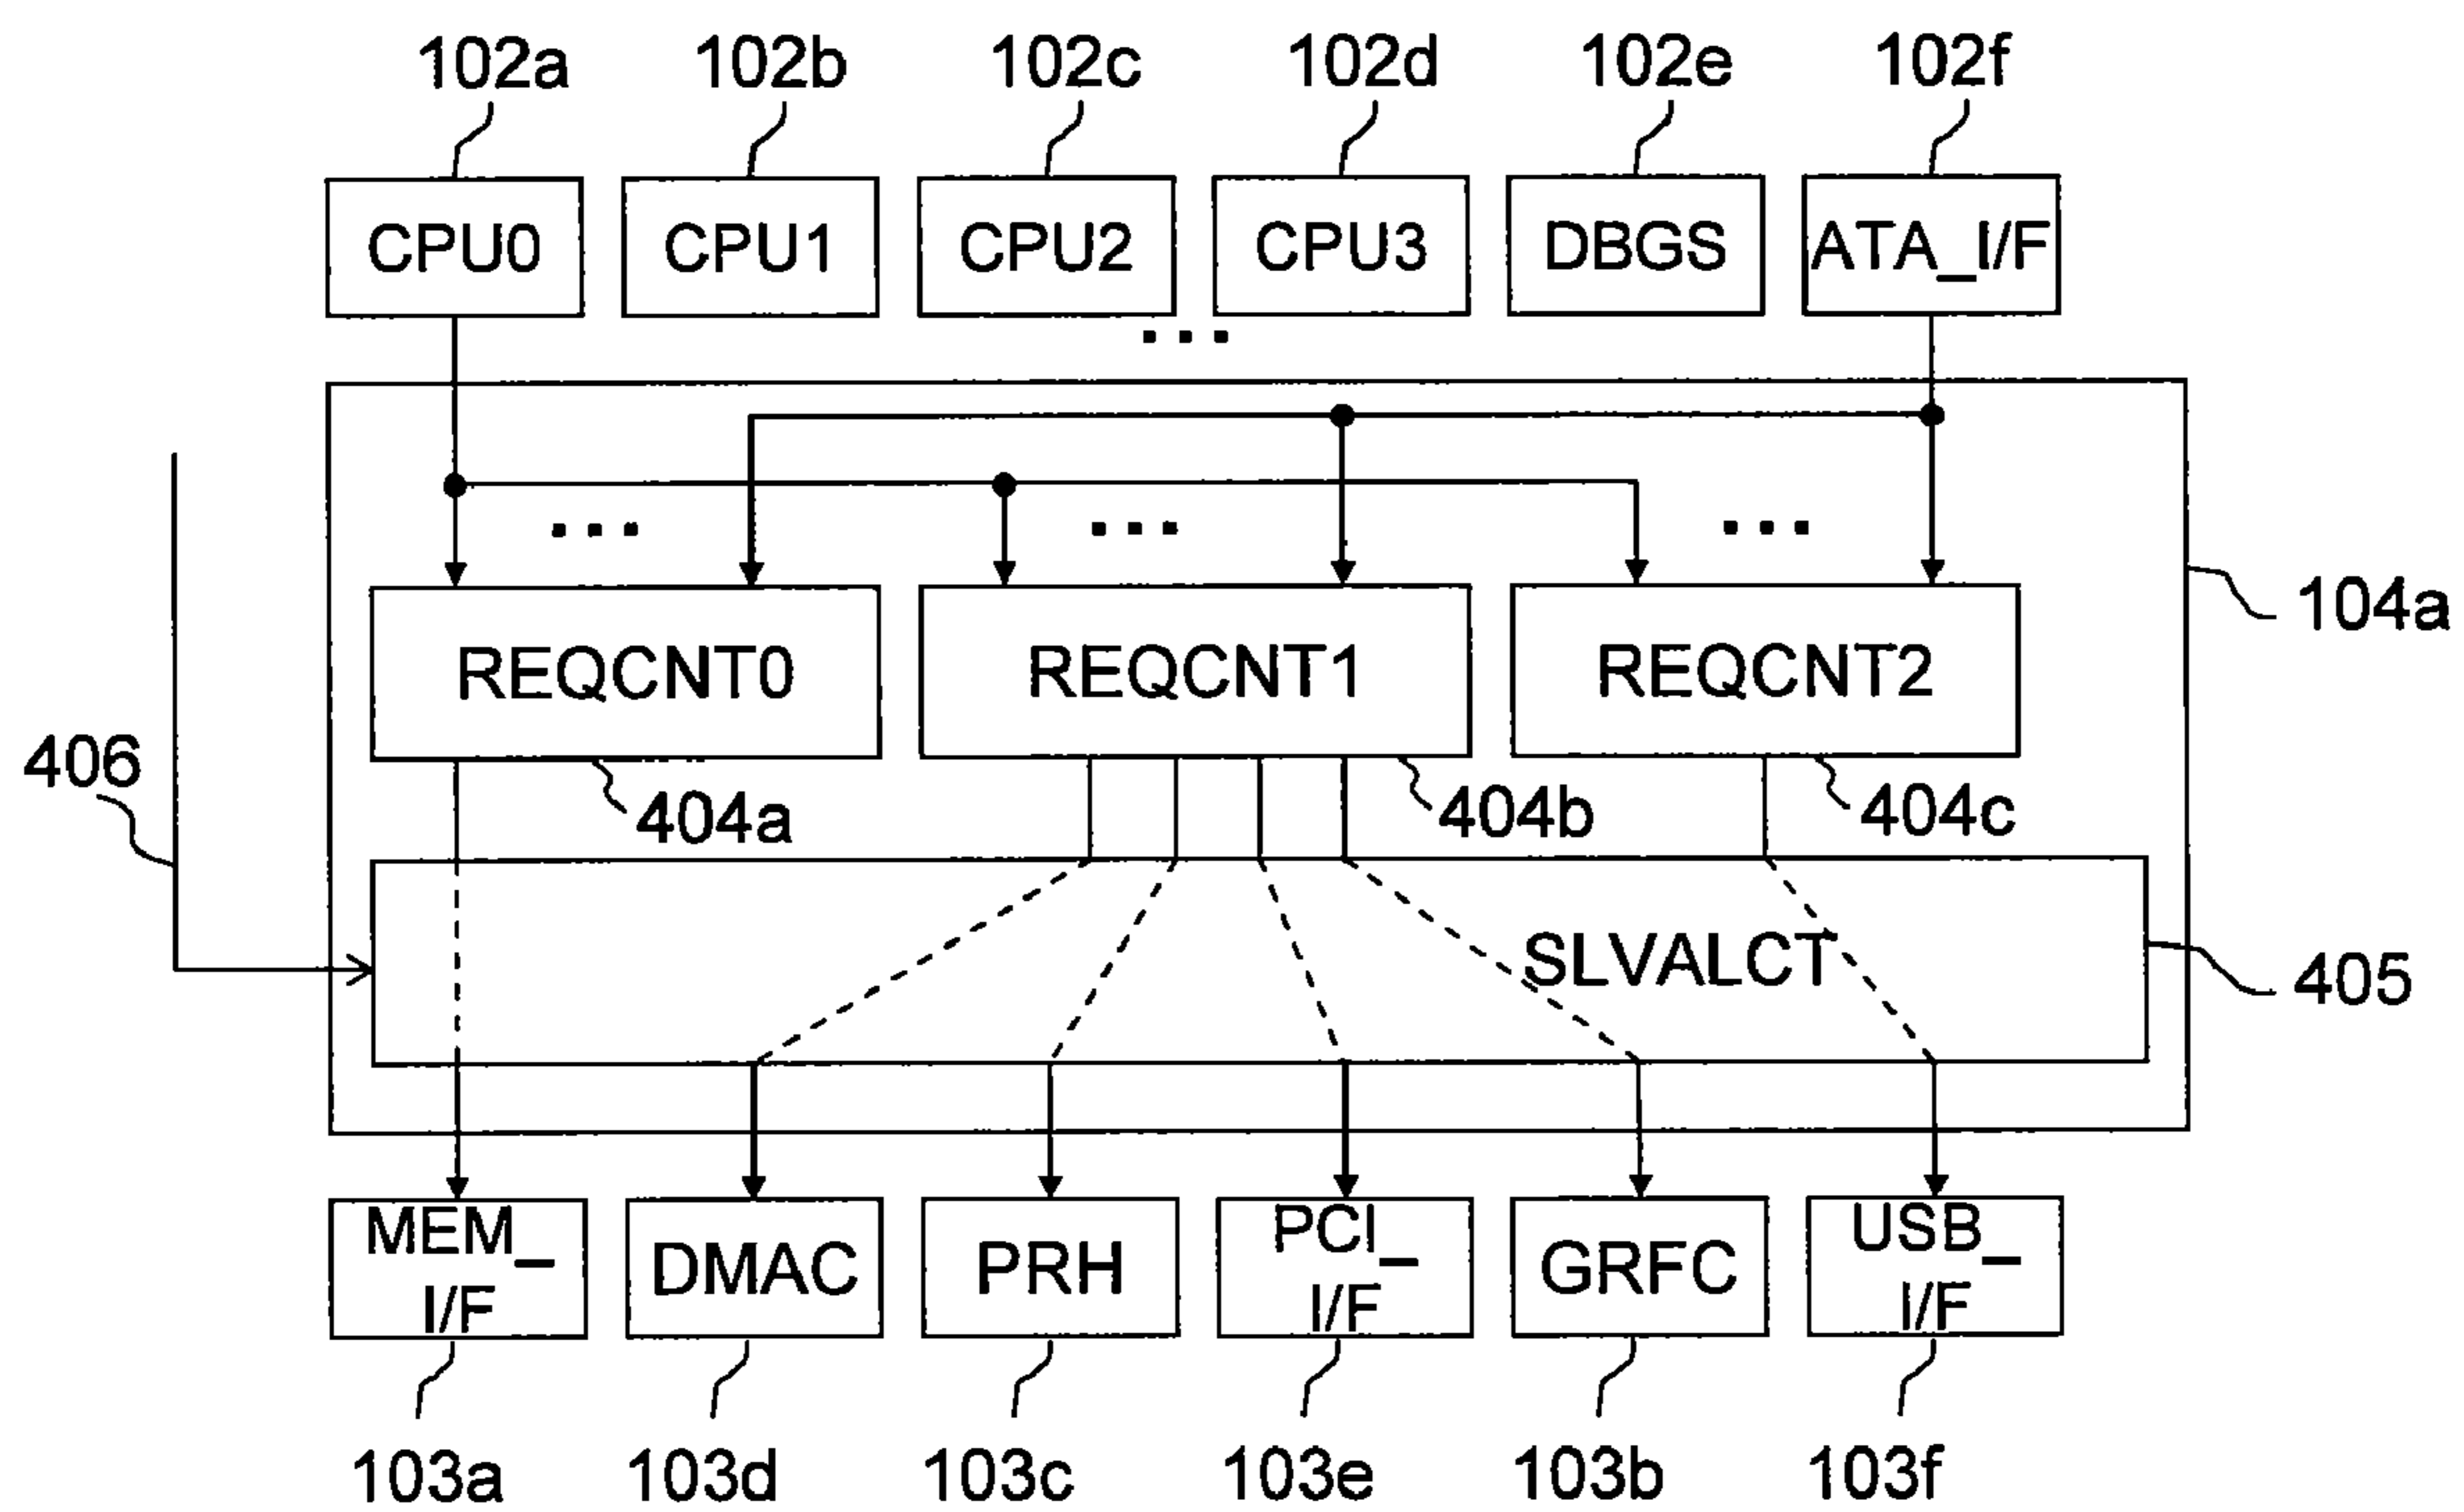 102a 102b 102c 102d 102e 102f
CPU0 CPU1 CPU2 CPU3 DBGS ATA_I/F
...
... ... ...
104a
REQCNT0 REQCNT1 REQCNT2
406
404a 404b 404c
SLVALCT
405
MEM_ I/F
DMAC
PRH
PCI_ I/F
GRFC
USB_ I/F
103a 103d 103c 103e 103b 103f